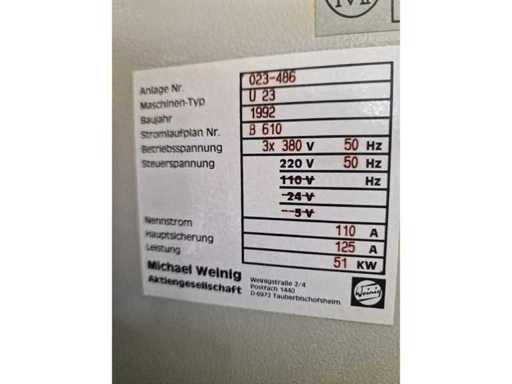 Anlage Nr. 023-486
Maschinen-Typ U 23
Baujahr 1992
Stromlaufplan Nr. B 610
Betriebsspannung 3x 380 V 50 Hz
Steuerspannung 220 V 50 Hz
110 V Hz
24 V
5 V
Nennstrom 110 A
Hauptsicherung 125 A
Leistung 51 KW
Michael Weinig
Aktiengesellschaft
Weinigstraße 2/4
Postfach 1440
D-6972 Tauberbischofsheim
Weinig